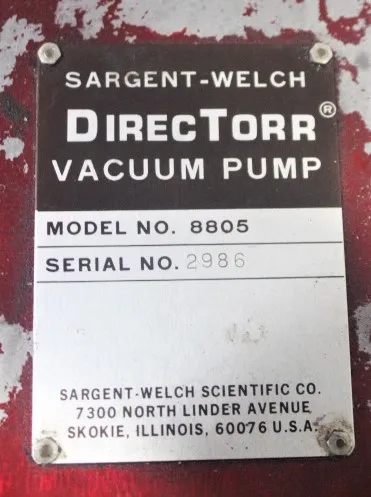 SARGENT-WELCH
DIRECTORR®
VACUUM PUMP
MODEL NO. 8805
SERIAL NO. 2986
SARGENT-WELCH SCIENTIFIC CO.
7300 NORTH LINDER AVENUE
SKOKIE, ILLINOIS, 60076 U.S.A.